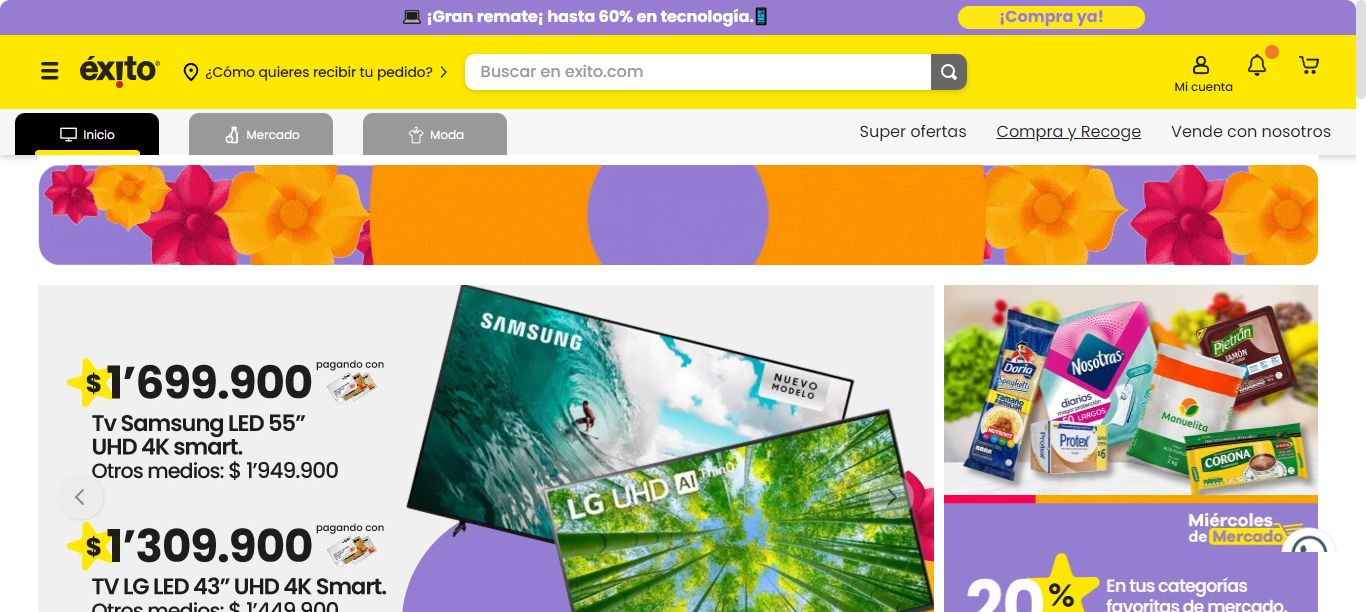 ¡Gran remate¡ hasta 60% en tecnología.
¡Compra ya!
éxito
¿Cómo quieres recibir tu pedido?
Buscar en exito.com
Mi cuenta
Inicio
Mercado
Moda
Super ofertas
Compra y Recoge
Vende con nosotros
$1’699.900
pagando con
Tv Samsung LED 55”
UHD 4K smart.
Otros medios: $ 1’949.900
$1’309.900
pagando con
TV LG LED 43” UHD 4K Smart.
Otros medios: $ 1’449.900
SAMSUNG
NUEVO
MODELO
LG UHD AI ThinQ
Doria
Spaghetti
Nosotras
diarios
mayor protección
50 LARGOS
Protex
x6
Manuelita
Pietrán
JAMÓN
CORONA
Miércoles
de Mercado
20%
En tus categorías
favoritas de mercado.